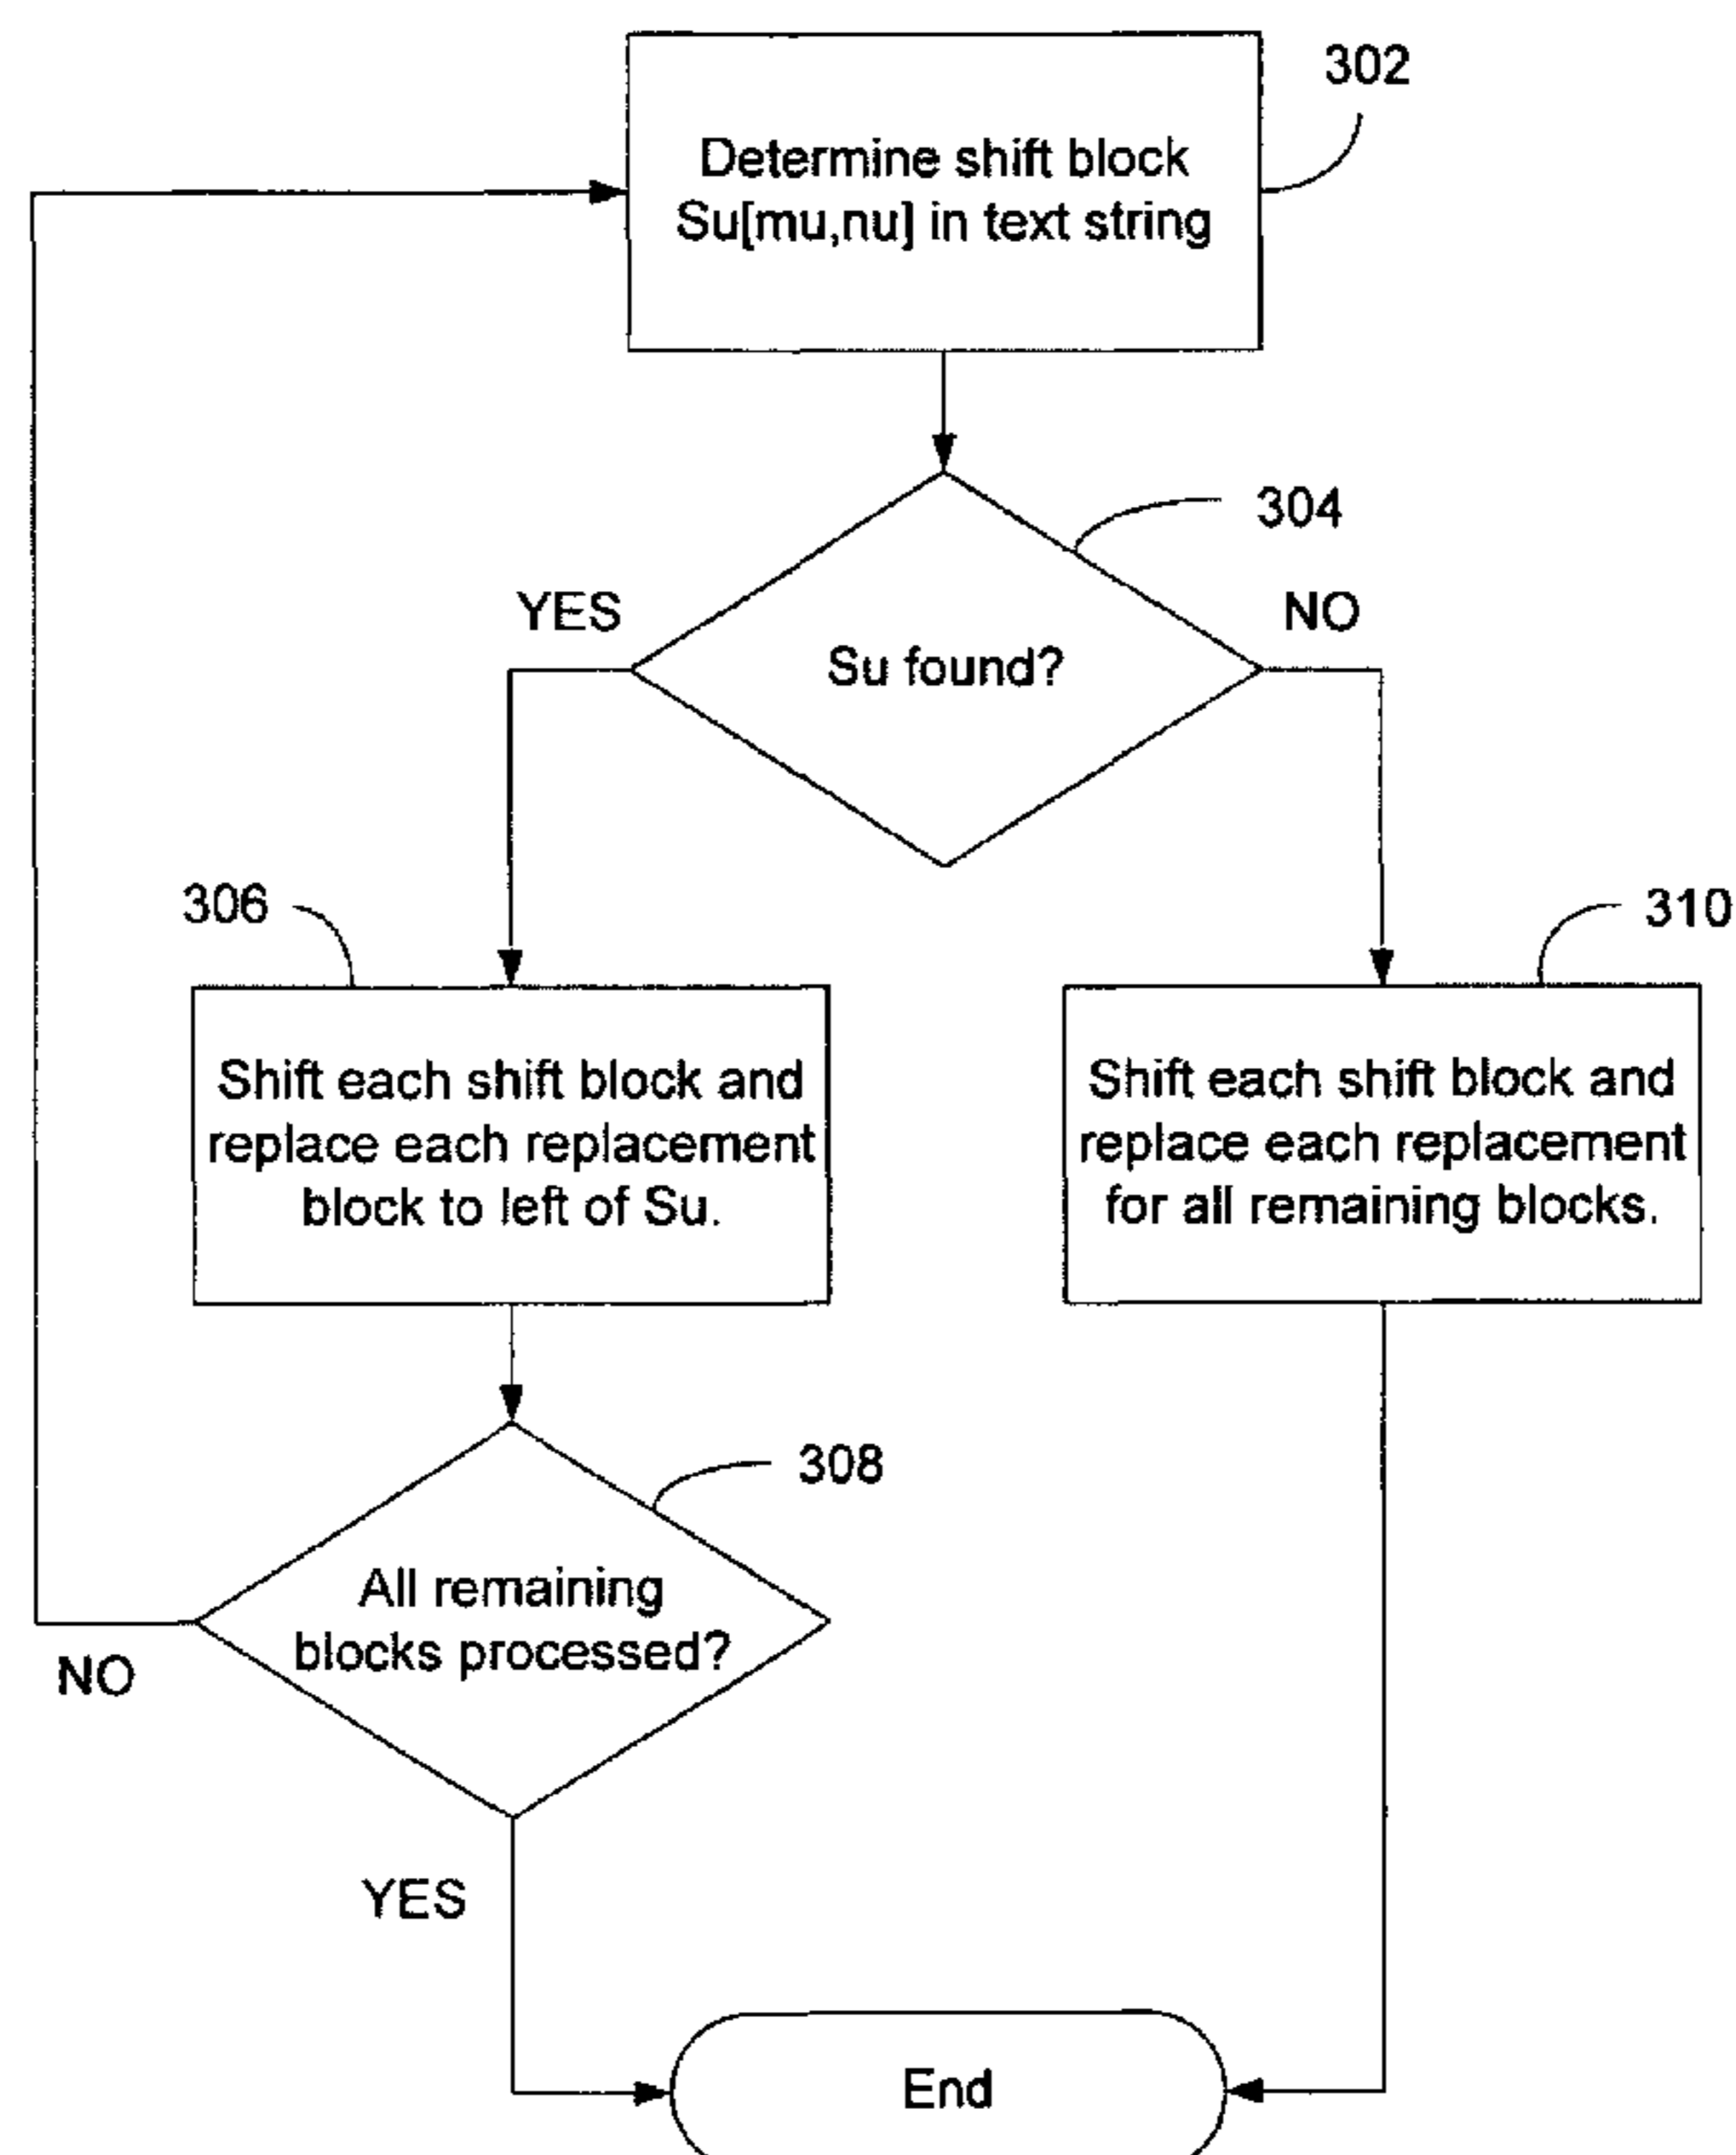 302
Determine shift block
Su[mu,nu] in text string
304
YES
NO
Su found?
306
310
Shift each shift block and
replace each replacement
block to left of Su.
Shift each shift block and
replace each replacement
for all remaining blocks.
308
All remaining
blocks processed?
NO
YES
End